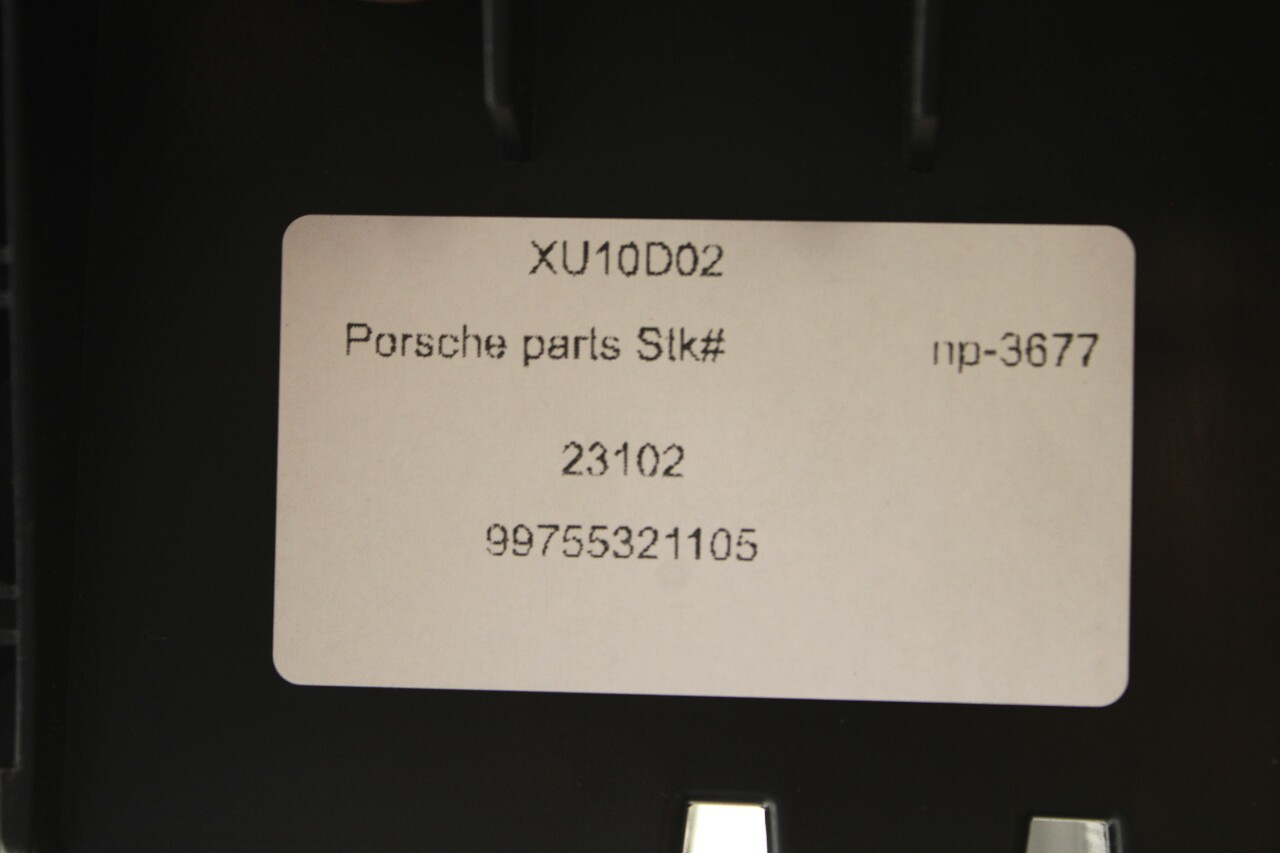 XU10D02
Porsche parts Stk# np-3677
23102
99755321105